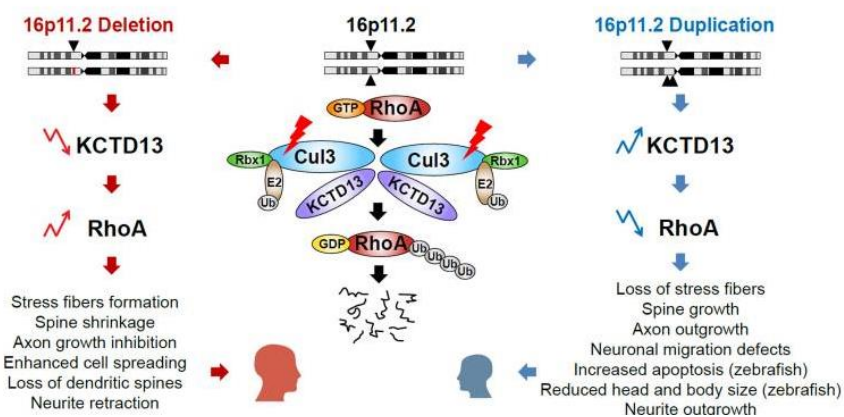 16p11.2 Deletion
16p11.2
16p11.2 Duplication
KCTD13
RhoA
Stress fibers formation
Spine shrinkage
Axon growth inhibition
Enhanced cell spreading
Loss of dendritic spines
Neurite retraction
GTP RhoA
Rbx1 Cul3 Cul3 Rbx1
E2 E2
Ub Ub
KCTD13 KCTD13
GDP RhoA Ub Ub Ub Ub
KCTD13
RhoA
Loss of stress fibers
Spine growth
Axon outgrowth
Neuronal migration defects
Increased apoptosis (zebrafish)
Reduced head and body size (zebrafish)
Neurite outgrowth